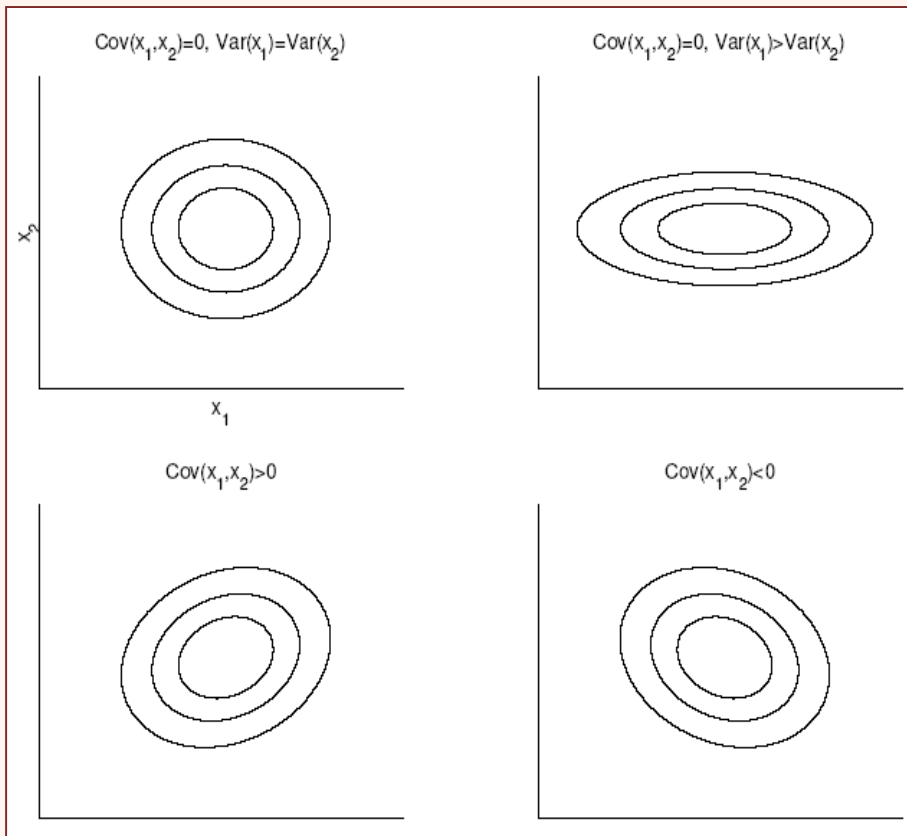 Cov(x₁,x₂)=0, Var(x₁)=Var(x₂)
Cov(x₁,x₂)=0, Var(x₁)>Var(x₂)
x₂
x₁
Cov(x₁,x₂)>0
Cov(x₁,x₂)<0